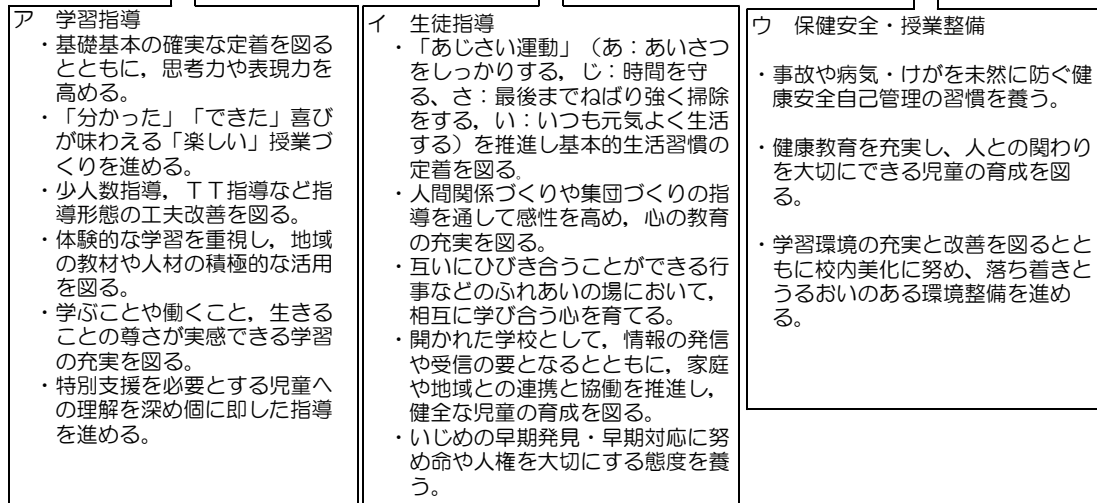 ア 学習指導
・基礎基本の確実な定着を図る
とともに，思考力や表現力を
高める。
・「分かった」「できた」喜び
が味わえる「楽しい」授業づ
くりを進める。
・少人数指導，ＴＴ指導など指
導形態の工夫改善を図る。
・体験的な学習を重視し，地域
の教材や人材の積極的な活用
を図る。
・学ぶことや働くこと，生きる
ことの尊さが実感できる学習
の充実を図る。
・特別支援を必要とする児童へ
の理解を深め個に即した指導
を進める。
イ 生徒指導
・「あじさい運動」（あ：あいさつ
をしっかりする，じ：時間を守
る、さ：最後までねばり強く掃除
をする，い：いつも元気よく生活
する）を推進し基本的生活習慣の
定着を図る。
・人間関係づくりや集団づくりの指
導を通して感性を高め，心の教育
の充実を図る。
・互いにひびき合うことができる行
事などのふれあいの場において，
相互に学び合う心を育てる。
・開かれた学校として，情報の発信
や受信の要となるとともに，家庭
や地域との連携と協働を推進し，
健全な児童の育成を図る。
・いじめの早期発見・早期対応に努
め命や人権を大切にする態度を養
う。
ウ 保健安全・授業整備
・事故や病気・けがを未然に防ぐ健
康安全自己管理の習慣を養う。
・健康教育を充実し、人との関わり
を大切にできる児童の育成を図
る。
・学習環境の充実と改善を図るとと
もに校内美化に努め、落ち着きと
うるおいのある環境整備を進め
る。